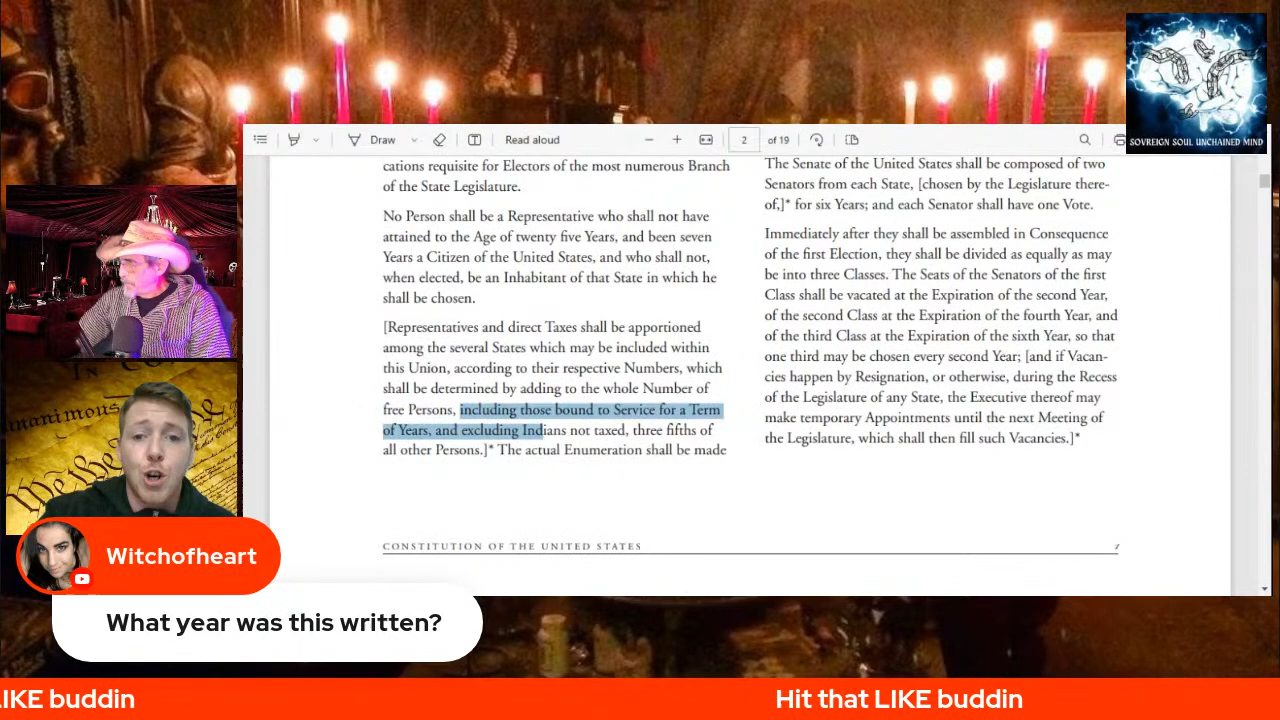 SOVREIGN SOUL UNCHAINED MIND
Draw
Read aloud
2
of 19
cations requisite for Electors of the most numerous Branch
of the State Legislature.
No Person shall be a Representative who shall not have
attained to the Age of twenty five Years, and been seven
Years a Citizen of the United States, and who shall not,
when elected, be an Inhabitant of that State in which he
shall be chosen.
[Representatives and direct Taxes shall be apportioned
among the several States which may be included within
this Union, according to their respective Numbers, which
shall be determined by adding to the whole Number of
free Persons, including those bound to Service for a Term
of Years, and excluding Indians not taxed, three fifths of
all other Persons.]* The actual Enumeration shall be made
The Senate of the United States shall be composed of two
Senators from each State, [chosen by the Legislature there-
of,]* for six Years; and each Senator shall have one Vote.
Immediately after they shall be assembled in Consequence
of the first Election, they shall be divided as equally as may
be into three Classes. The Seats of the Senators of the first
Class shall be vacated at the Expiration of the second Year,
of the second Class at the Expiration of the fourth Year, and
of the third Class at the Expiration of the sixth Year, so that
one third may be chosen every second Year; [and if Vacan-
cies happen by Resignation, or otherwise, during the Recess
of the Legislature of any State, the Executive thereof may
make temporary Appointments until the next Meeting of
the Legislature, which shall then fill such Vacancies.]*
CONSTITUTION OF THE UNITED STATES
We the
Witchofheart
What year was this written?
LIKE buddin
Hit that LIKE buddin